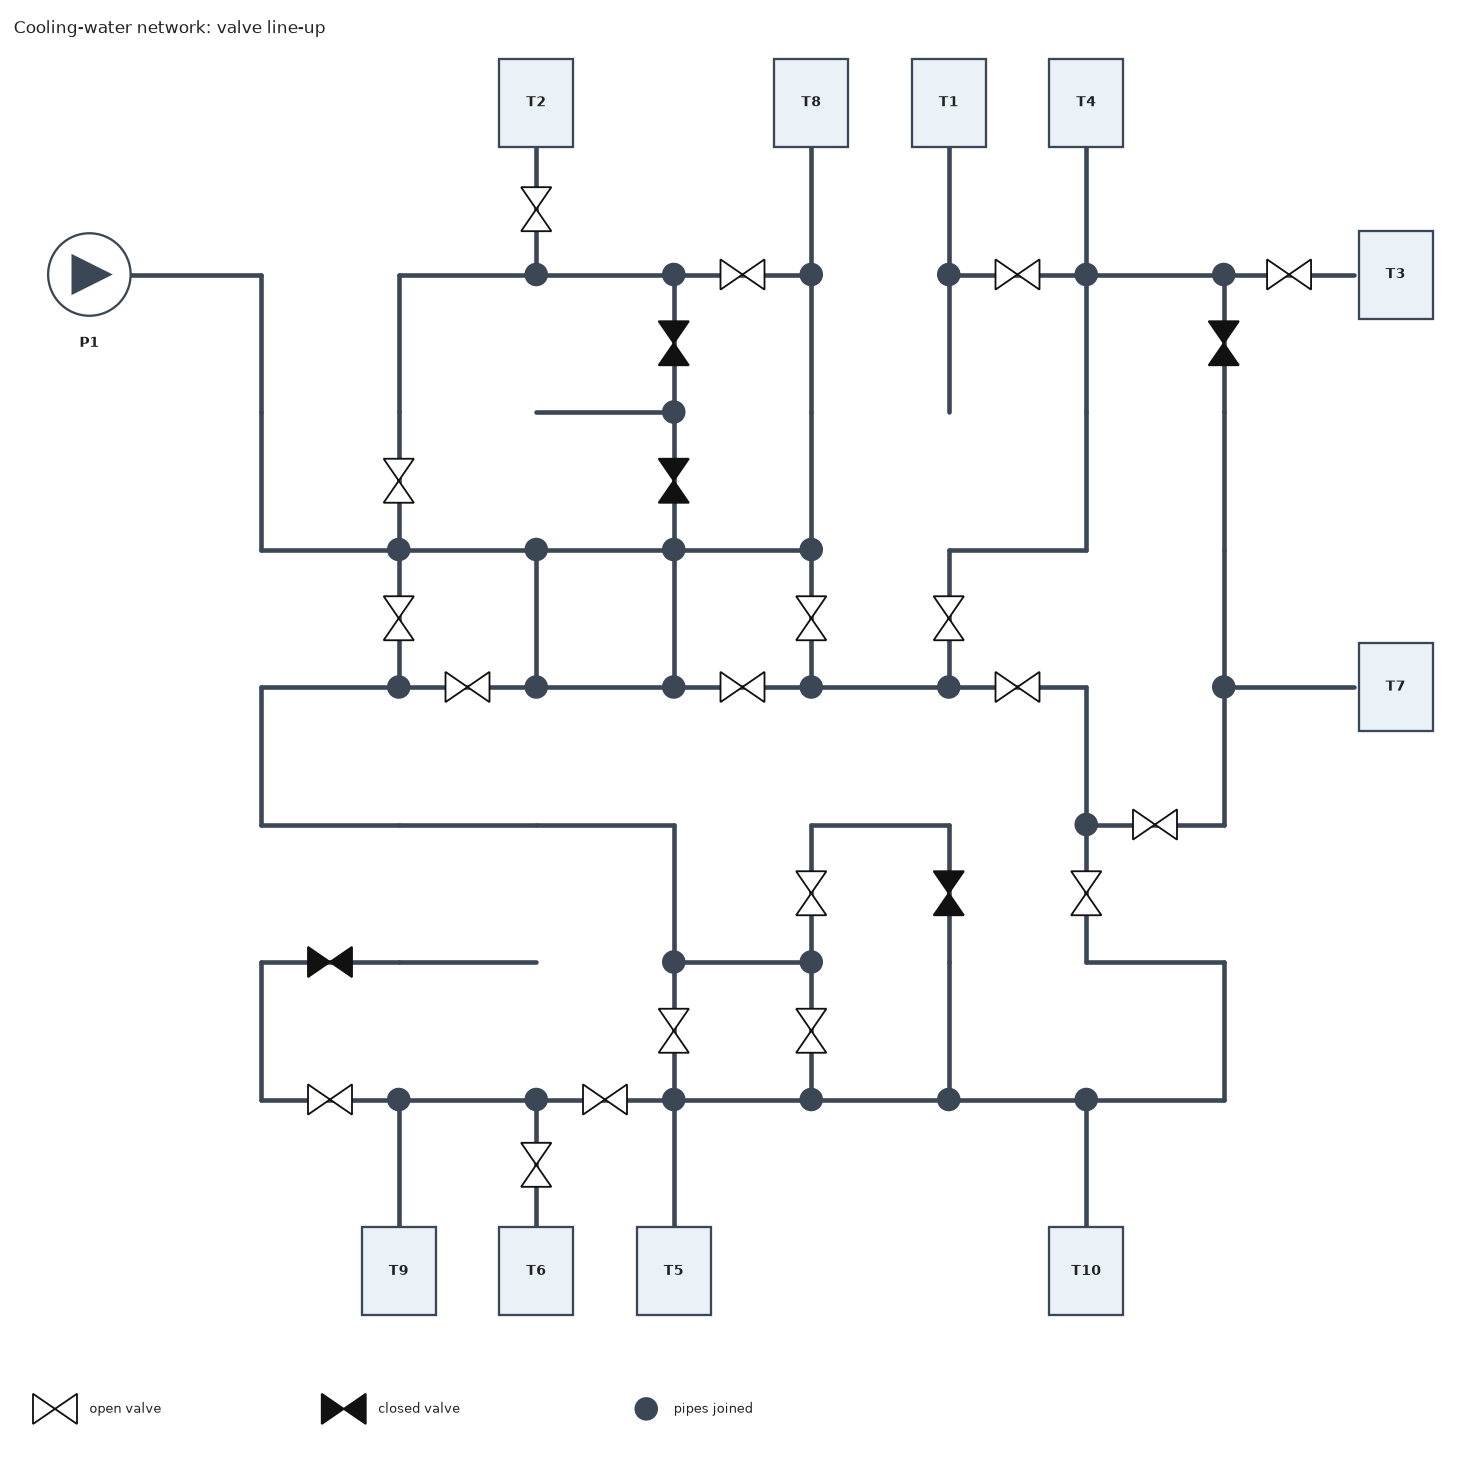 Cooling-water network: valve line-up
T2
T8
T1
T4
T3
P1
T7
T9
T6
T5
T10
open valve
closed valve
pipes joined